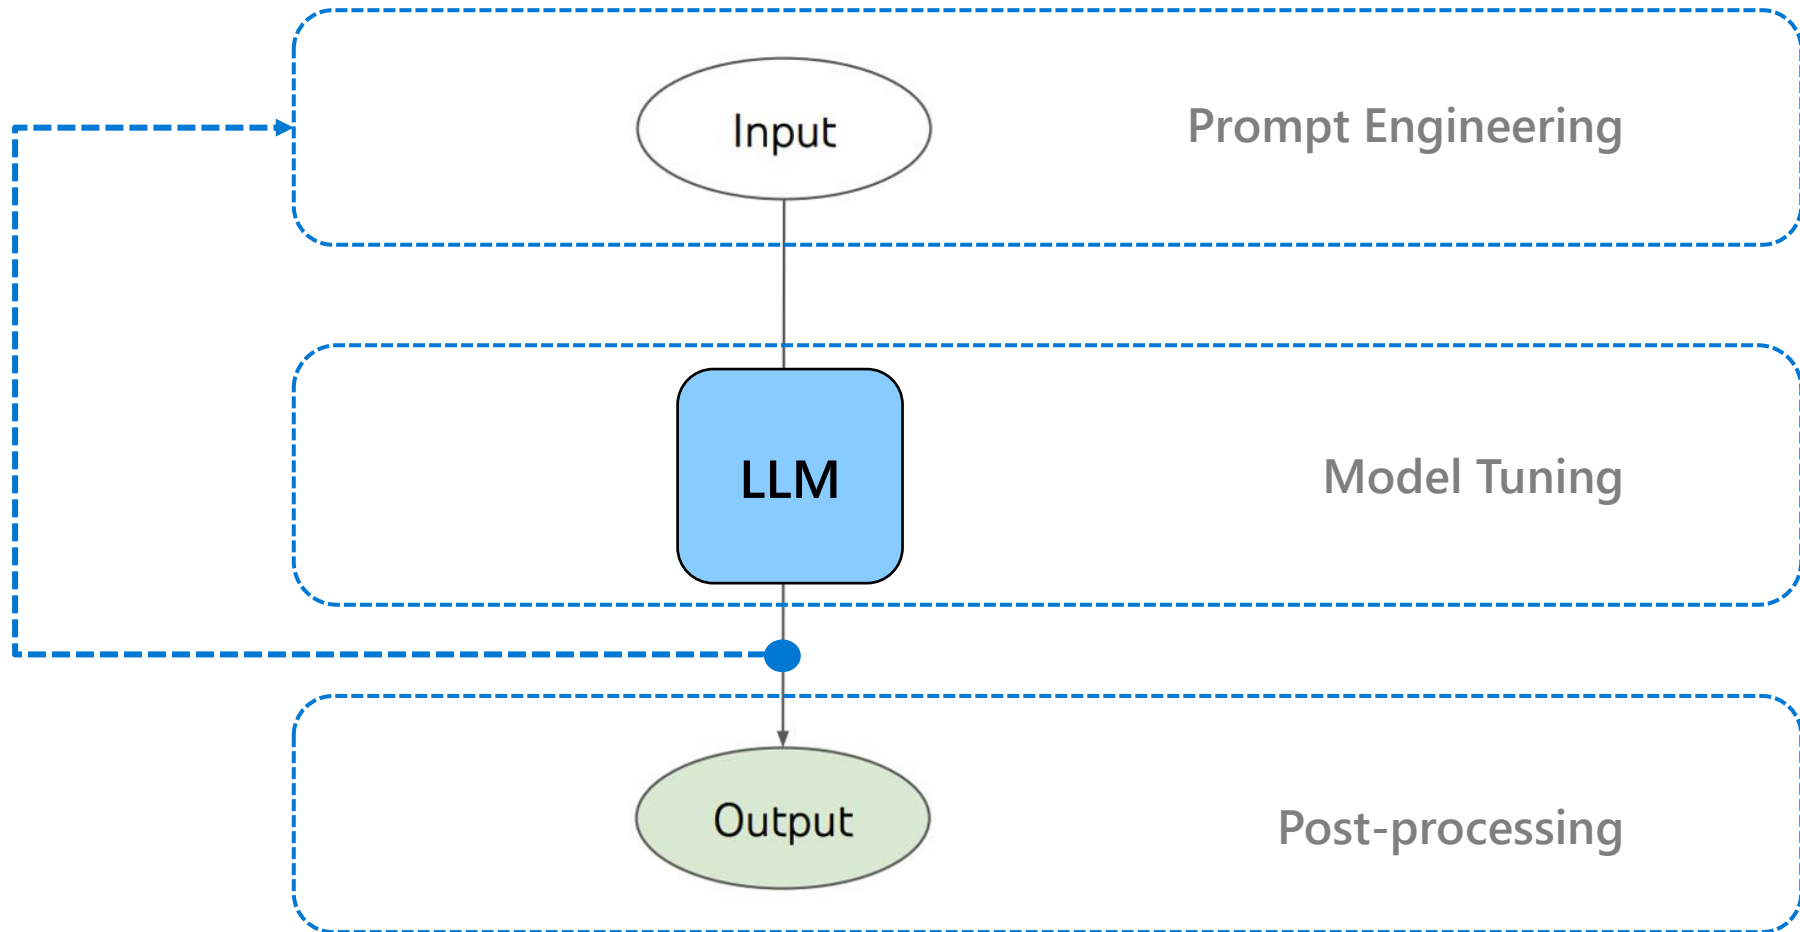 Input
Prompt Engineering
LLM
Model Tuning
Output
Post-processing